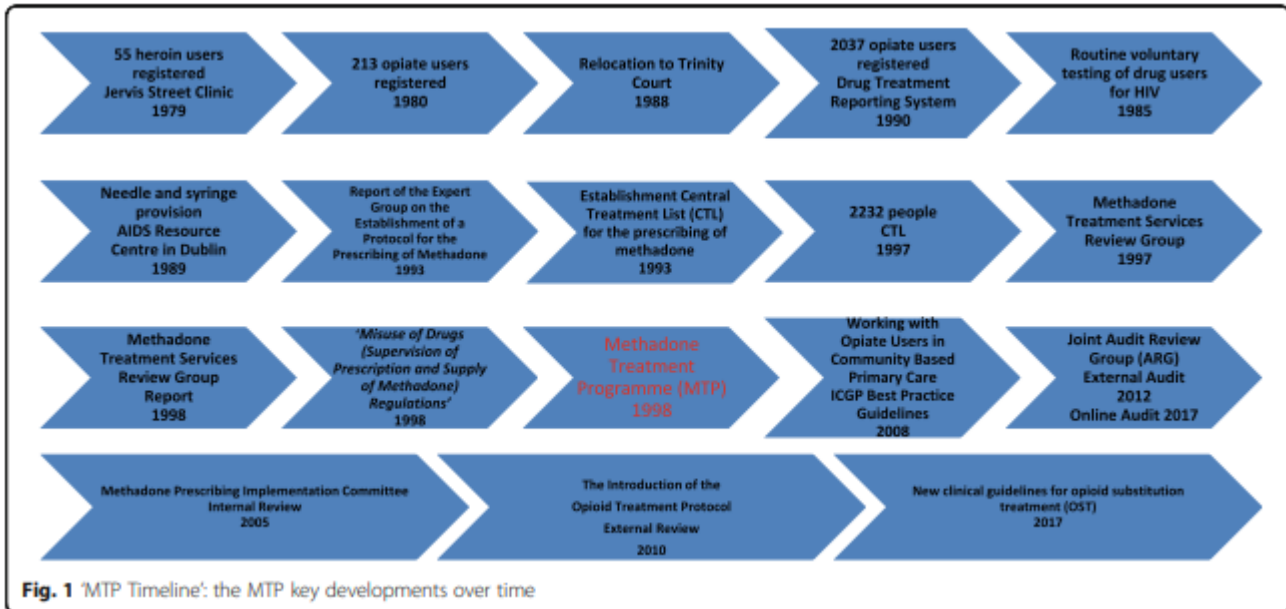 55 heroin users
registered
Jervis Street Clinic
1979
213 opiate users
registered
1980
Relocation to Trinity
Court
1988
2037 opiate users
registered
Drug Treatment
Reporting System
1990
Routine voluntary
testing of drug users
for HIV
1985
Needle and syringe
provision
AIDS Resource
Centre in Dublin
1989
Report of the Expert
Group on the
Establishment of a
Protocol for the
Prescribing of Methadone
1993
Establishment Central
Treatment List (CTL)
for the prescribing of
methadone
1993
2232 people
CTL
1997
Methadone
Treatment Services
Review Group
1997
Methadone
Treatment Services
Review Group
Report
1998
'Misuse of Drugs
(Supervision of
Prescription and Supply
of Methadone)
Regulations'
1998
Methadone
Treatment
Programme (MTP)
1998
Working with
Opiate Users in
Community Based
Primary Care
ICGP Best Practice
Guidelines
2008
Joint Audit Review
Group (ARG)
External Audit
2012
Online Audit 2017
Methadone Prescribing Implementation Committee
Internal Review
2005
The Introduction of the
Opioid Treatment Protocol
External Review
2010
New clinical guidelines for opioid substitution
treatment (OST)
2017
Fig. 1 'MTP Timeline': the MTP key developments over time